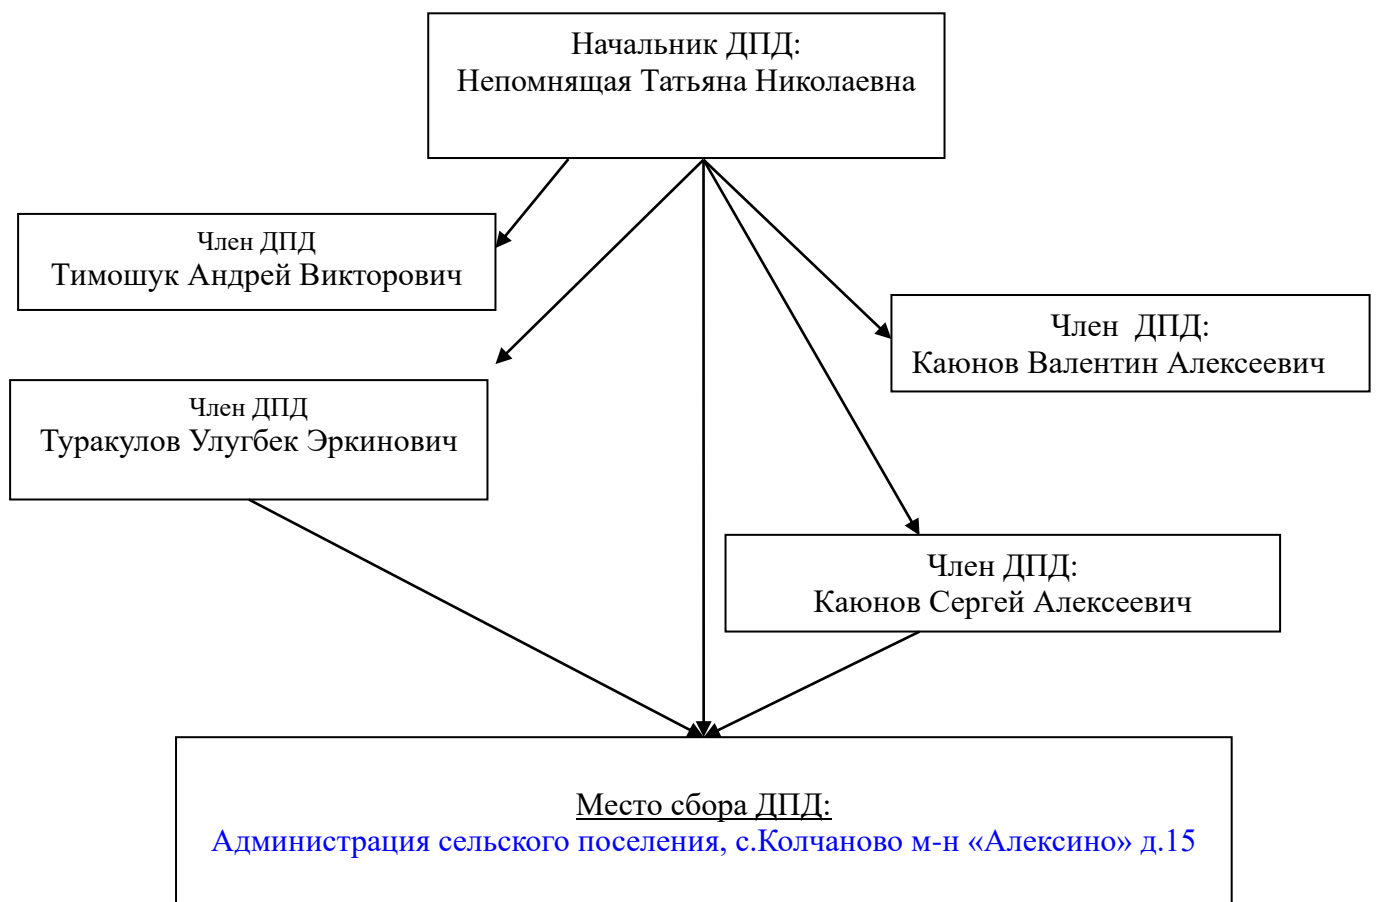 Начальник ДПД:
Непомнящая Татьяна Николаевна
Член ДПД
Тимошук Андрей Викторович
Член  ДПД:
Каюнов Валентин Алексеевич
Член ДПД
Туракулов Улугбек Эркинович
Член ДПД:
Каюнов Сергей Алексеевич
Место сбора ДПД:
Администрация сельского поселения, с.Колчаново м-н «Алексино» д.15